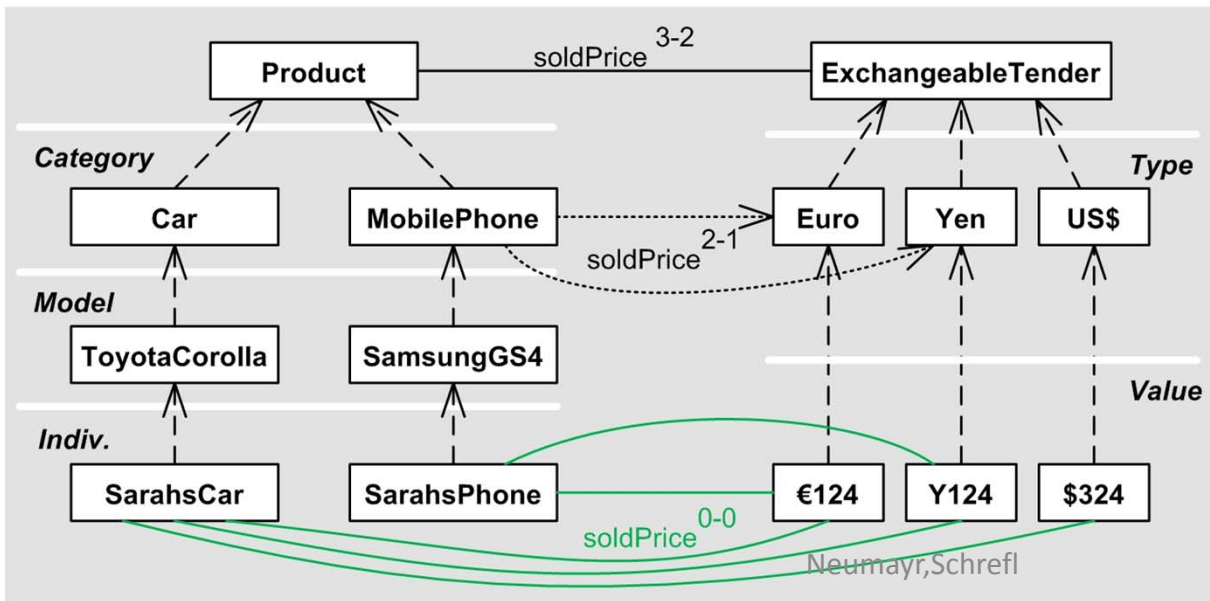 Product
soldPrice 3-2
ExchangeableTender
Category
Type
Car
MobilePhone
Euro
Yen
US$
soldPrice 2-1
Model
ToyotaCorolla
SamsungGS4
Value
Indiv.
SarahsCar
SarahsPhone
€124
Y124
$324
soldPrice 0-0
Neumayr,Schrefl